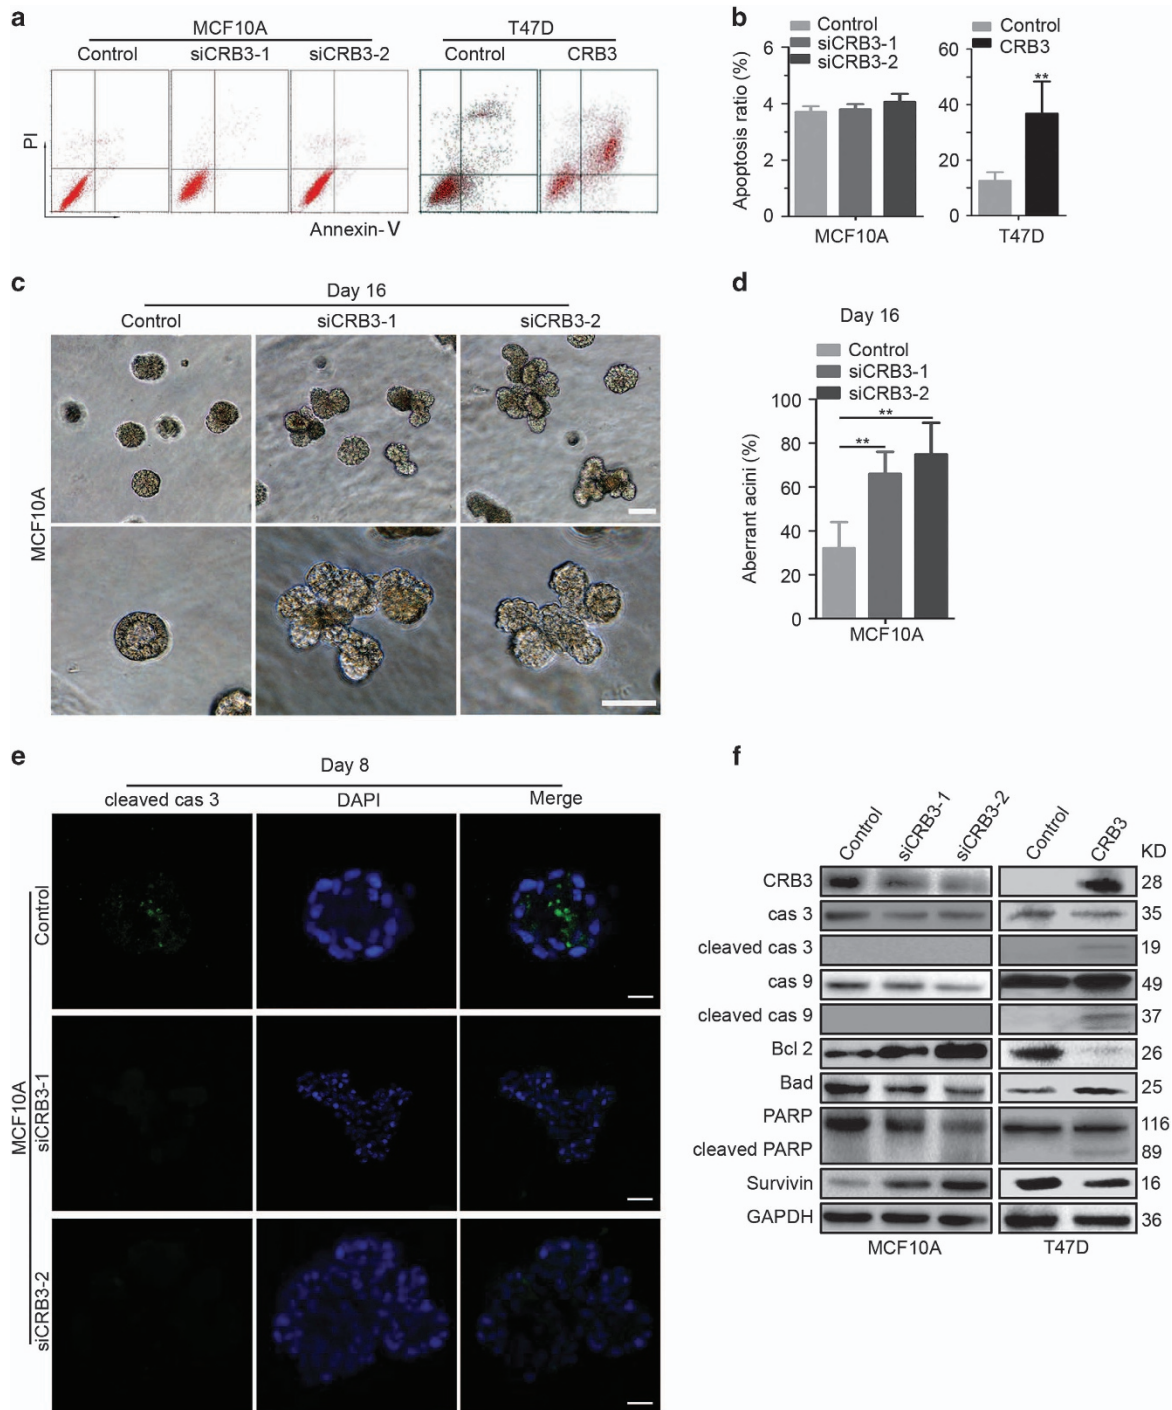 a
MCF10A
T47D
Control siCRB3-1 siCRB3-2 Control CRB3
PI
Annexin-V
b
Control
siCRB3-1
siCRB3-2
Control
CRB3
Apoptosis ratio (%)
6
4
2
0
MCF10A
60
40
20
0
**
T47D
c
Day 16
Control siCRB3-1 siCRB3-2
MCF10A
d
Day 16
Control
siCRB3-1
siCRB3-2
Aberrant acini (%)
100
80
60
40
20
0
**
**
MCF10A
e
Day 8
cleaved cas 3 DAPI Merge
MCF10A
Control
siCRB3-1
siCRB3-2
f
Control siCRB3-1 siCRB3-2 Control CRB3 KD
CRB3 28
cas 3 35
cleaved cas 3 19
cas 9 49
cleaved cas 9 37
Bcl 2 26
Bad 25
PARP 116
cleaved PARP 89
Survivin 16
GAPDH 36
MCF10A T47D